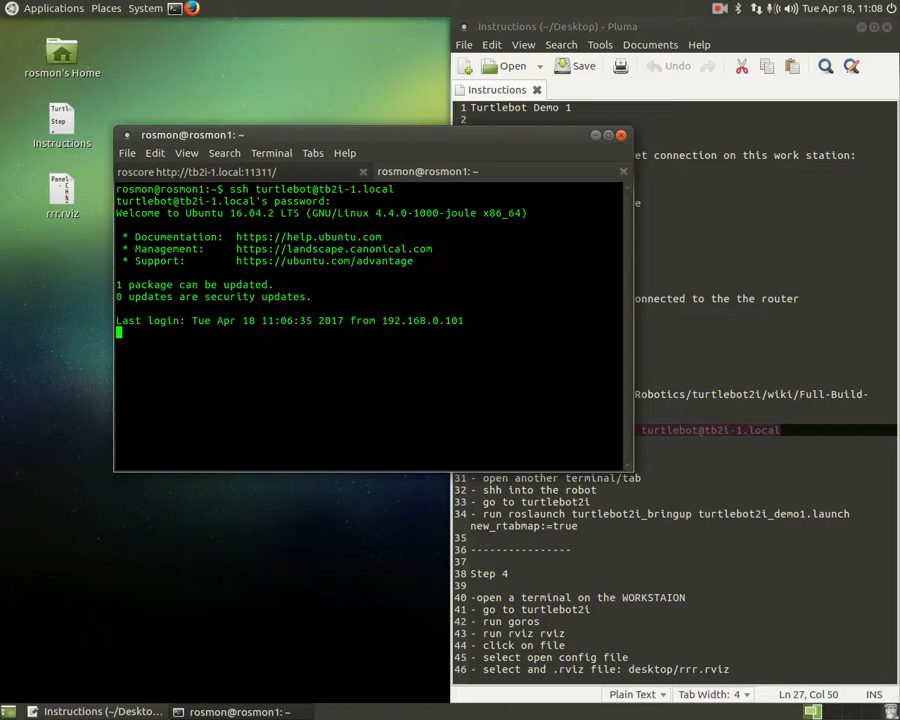 Applications Places System
Tue Apr 18, 11:08
rosmon's Home
Turtl
Step
Instructions
Panel
- C
- H
- N
rrr.rviz
Instructions (~/Desktop) - Pluma
File Edit View Search Tools Documents Help
Open Save Undo
Instructions
1 Turtlebot Demo 1
2
et connection on this work station:
e
onnected to the the router
Robotics/turtlebot2i/wiki/Full-Build-
turtlebot@tb2i-1.local
31 - open another terminal/tab
32 - shh into the robot
33 - go to turtlebot2i
34 - run roslaunch turtlebot2i_bringup turtlebot2i_demo1.launch
new_rtabmap:=true
35
36 ----------------
37
38 Step 4
39
40 -open a terminal on the WORKSTAION
41 - go to turtlebot2i
42 - run goros
43 - run rviz rviz
44 - click on file
45 - select open config file
46 - select and .rviz file: desktop/rrr.rviz
Plain Text Tab Width: 4 Ln 27, Col 50 INS
rosmon@rosmon1: ~
File Edit View Search Terminal Tabs Help
roscore http://tb2i-1.local:11311/ rosmon@rosmon1: ~
rosmon@rosmon1:~$ ssh turtlebot@tb2i-1.local
turtlebot@tb2i-1.local's password:
Welcome to Ubuntu 16.04.2 LTS (GNU/Linux 4.4.0-1000-joule x86_64)
* Documentation: https://help.ubuntu.com
* Management: https://landscape.canonical.com
* Support: https://ubuntu.com/advantage
1 package can be updated.
0 updates are security updates.
Last login: Tue Apr 18 11:06:35 2017 from 192.168.0.101
Instructions (~/Deskto... rosmon@rosmon1: ~